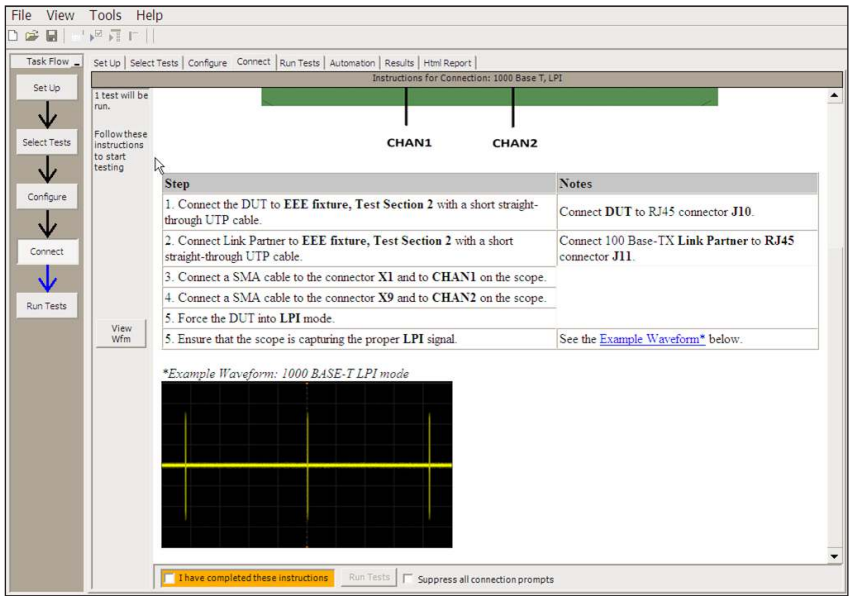 File View Tools Help
Task Flow
Set Up
Select Tests
Configure
Connect
Run Tests
Set Up Select Tests Configure Connect Run Tests Automation Results Html Report
Instructions for Connection: 1000 Base T, LPI
1 test will be
run.
Follow these
instructions
to start
testing
View
Wfm
CHAN1 CHAN2
Step Notes
1. Connect the DUT to EEE fixture, Test Section 2 with a short straight-
through UTP cable.
Connect DUT to RJ45 connector J10.
2. Connect Link Partner to EEE fixture, Test Section 2 with a short
straight-through UTP cable.
Connect 100 Base-TX Link Partner to RJ45
connector J11.
3. Connect a SMA cable to the connector X1 and to CHAN1 on the scope.
4. Connect a SMA cable to the connector X9 and to CHAN2 on the scope.
5. Force the DUT into LPI mode.
5. Ensure that the scope is capturing the proper LPI signal. See the Example Waveform* below.
*Example Waveform: 1000 BASE-T LPI mode
I have completed these instructions Run Tests Suppress all connection prompts